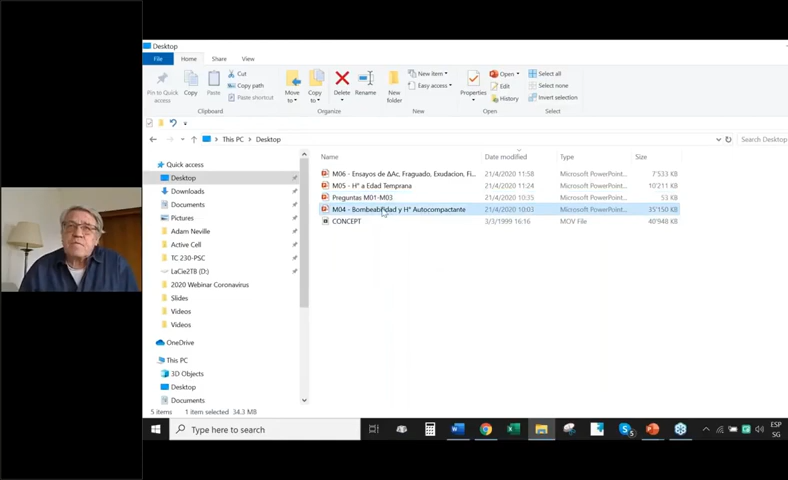 Desktop
File Home Share View
Pin to Quick access
Copy
Paste
Cut
Copy path
Paste shortcut
Clipboard
Move to
Copy to
Delete
Rename
Organize
New folder
New item
Easy access
New
Properties
Open
Edit
History
Open
Select all
Select none
Invert selection
Select
This PC > Desktop
Search Desktop
Name Date modified Type Size
Quick access
Desktop
Downloads
Documents
Pictures
Adam Neville
Active Cell
TC 230-PSC
LaCie2TB (D:)
2020 Webinar Coronavirus
Slides
Videos
Videos
OneDrive
This PC
3D Objects
Desktop
Documents
M06 - Ensayos de ΔAc, Fraguado, Exudacion, Fi... 21/4/2020 11:58 Microsoft PowerPoint... 7'533 KB
M05 - H° a Edad Temprana 21/4/2020 11:24 Microsoft PowerPoint... 10'211 KB
Preguntas M01-M03 21/4/2020 10:35 Microsoft PowerPoint... 53 KB
M04 - Bombeabilidad y H° Autocompactante 21/4/2020 10:03 Microsoft PowerPoint... 35'150 KB
CONCEPT 3/3/1999 16:16 MOV File 40'948 KB
5 items 1 item selected 34.3 MB
Type here to search
ESP
SG